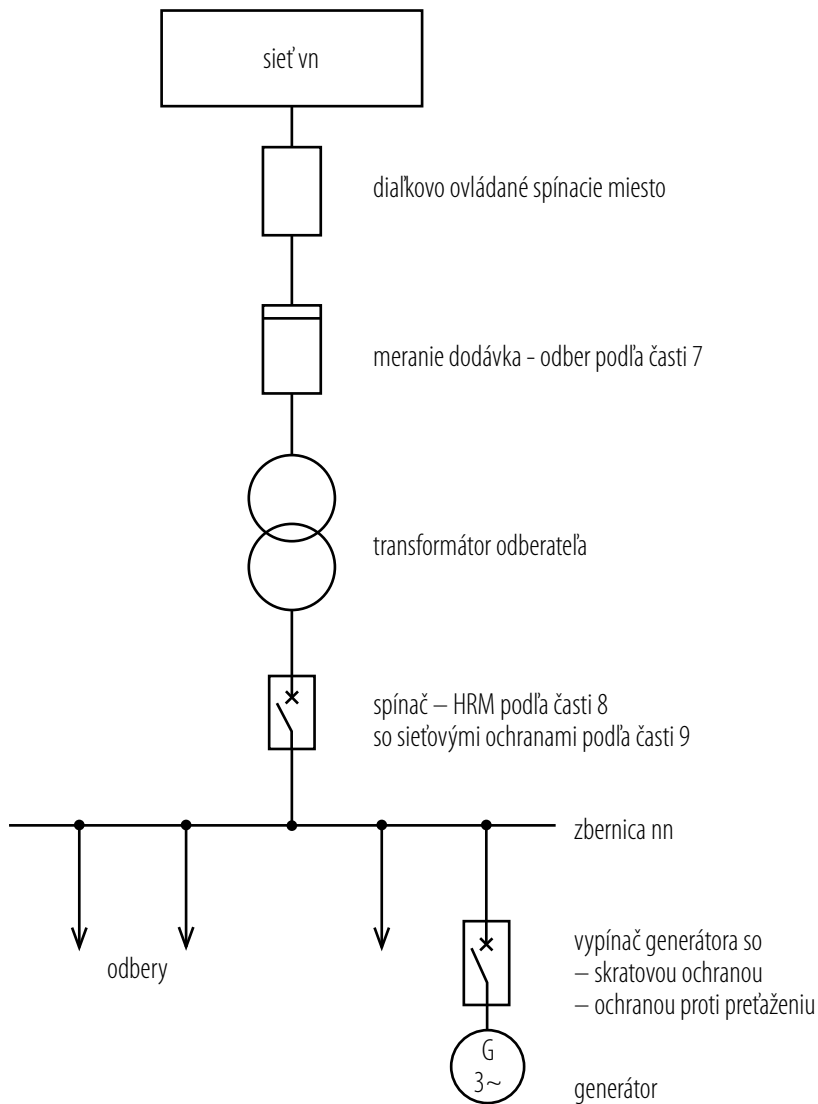 sieť vn
diaľkovo ovládané spínacie miesto
meranie dodávka - odber podľa časti 7
transformátor odberateľa
spínač – HRM podľa časti 8
so sieťovými ochranami podľa časti 9
zbernica nn
odbery
vypínač generátora so
– skratovou ochranou
– ochranou proti preťaženiu
G
3~
generátor